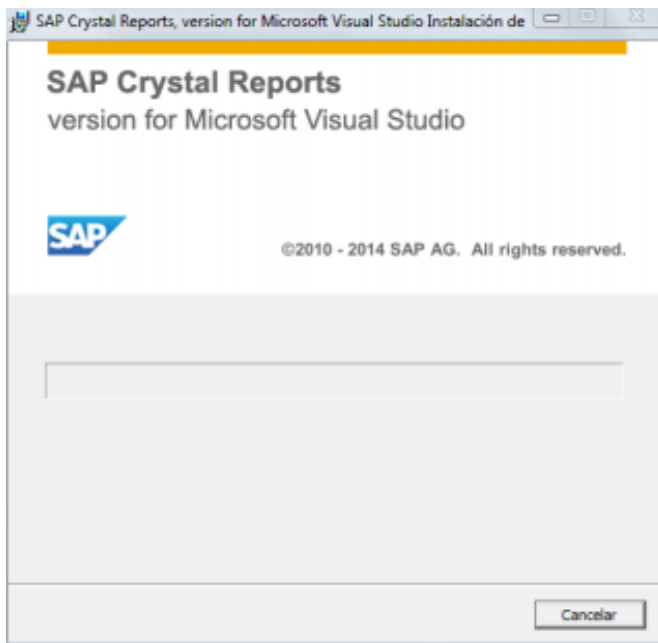 SAP Crystal Reports, version for Microsoft Visual Studio Instalación de
SAP Crystal Reports
version for Microsoft Visual Studio
SAP
©2010 - 2014 SAP AG. All rights reserved.
Cancelar